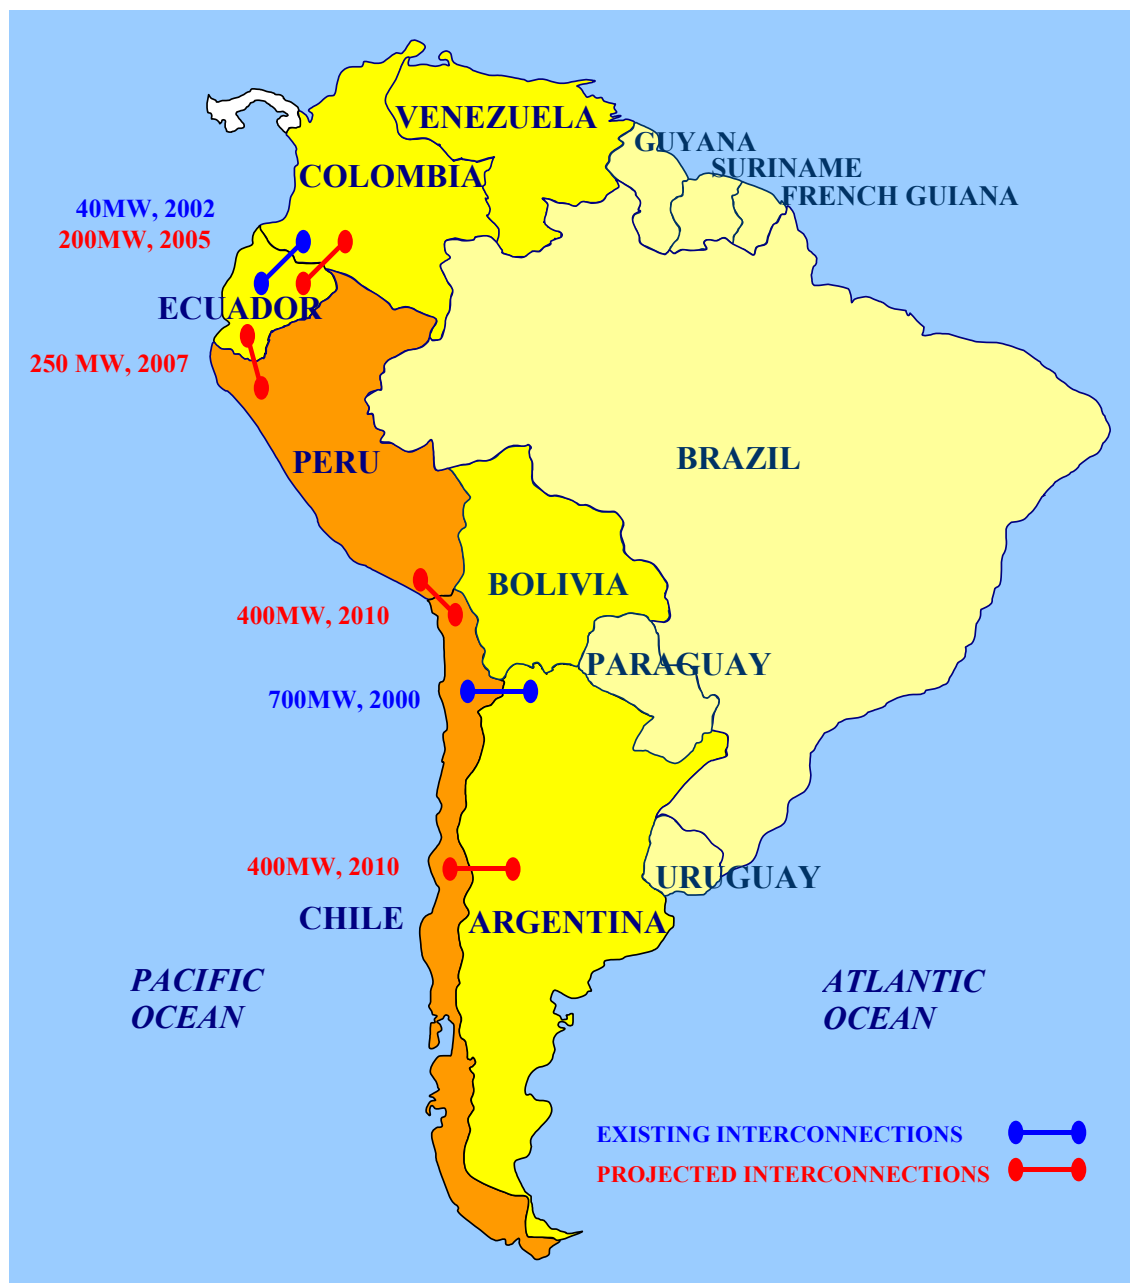 VENEZUELA
GUYANA
SURINAME
COLOMBIA
FRENCH GUIANA
40MW, 2002
200MW, 2005
ECUADOR
250 MW, 2007
PERU
BRAZIL
BOLIVIA
400MW, 2010
PARAGUAY
700MW, 2000
400MW, 2010
URUGUAY
CHILE
ARGENTINA
PACIFIC
OCEAN
ATLANTIC
OCEAN
EXISTING INTERCONNECTIONS
PROJECTED INTERCONNECTIONS